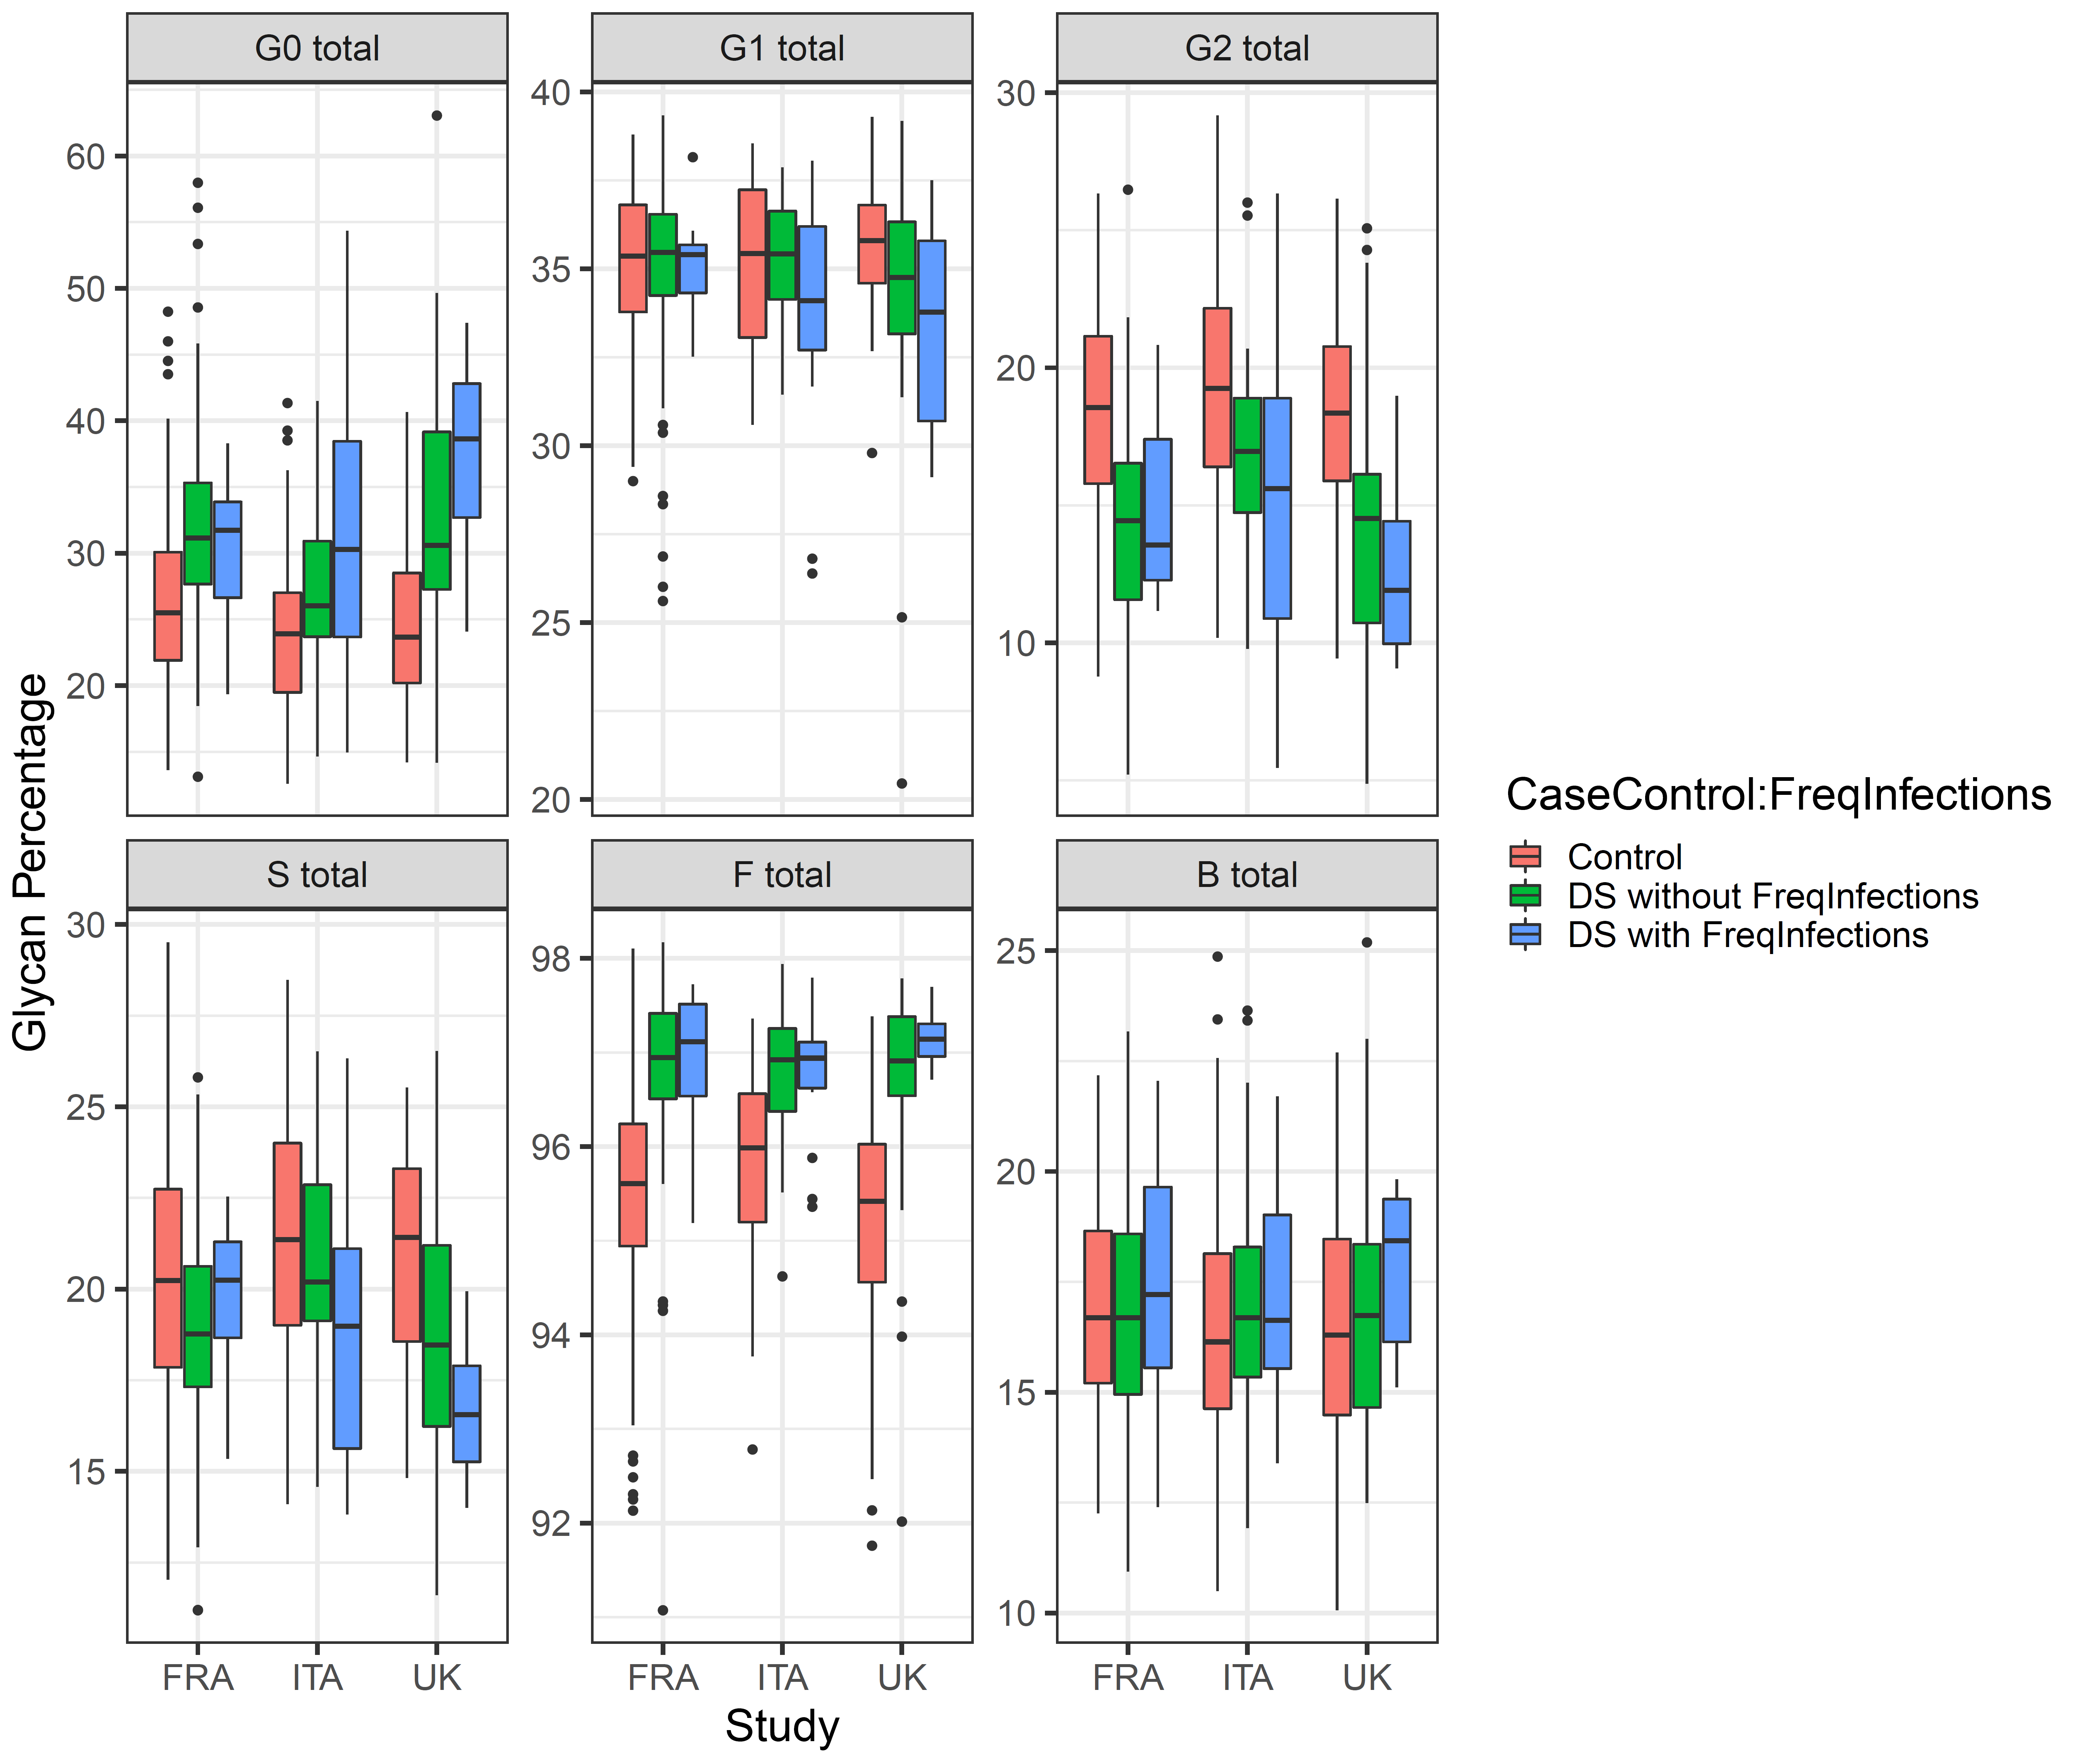 G0 total
G1 total
G2 total
60
50
40
30
20
40
35
30
25
20
30
20
10
S total
F total
B total
30
25
20
15
98
96
94
92
25
20
15
10
FRA ITA UK
FRA ITA UK
FRA ITA UK
Study
Glycan Percentage
CaseControl:FreqInfections
Control
DS without FreqInfections
DS with FreqInfections